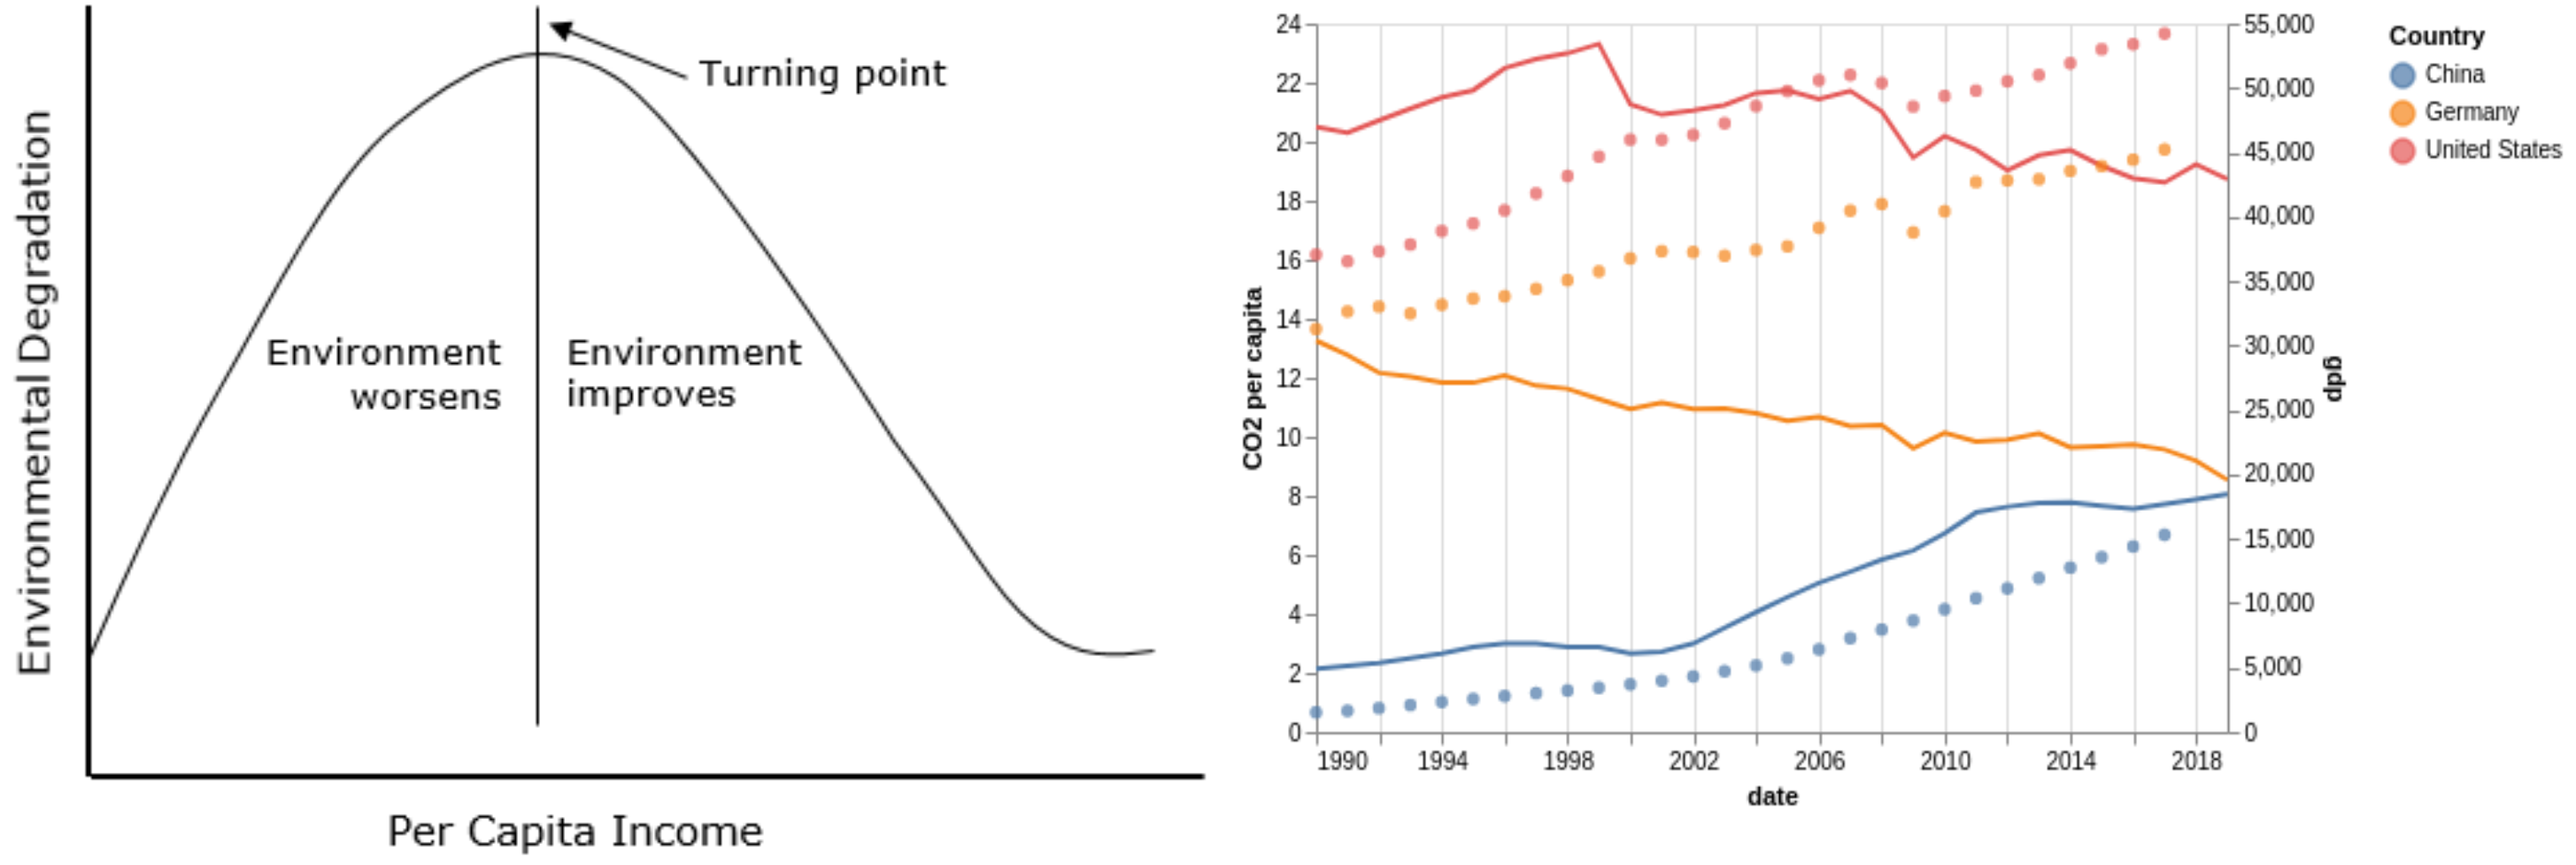 Environmental Degradation
Turning point
Environment
worsens
Environment
improves
Per Capita Income
24
22
20
18
16
14
12
10
8
6
4
2
0
CO2 per capita
55,000
50,000
45,000
40,000
35,000
30,000
25,000
20,000
15,000
10,000
5,000
0
gdp
1990 1994 1998 2002 2006 2010 2014 2018
date
Country
China
Germany
United States